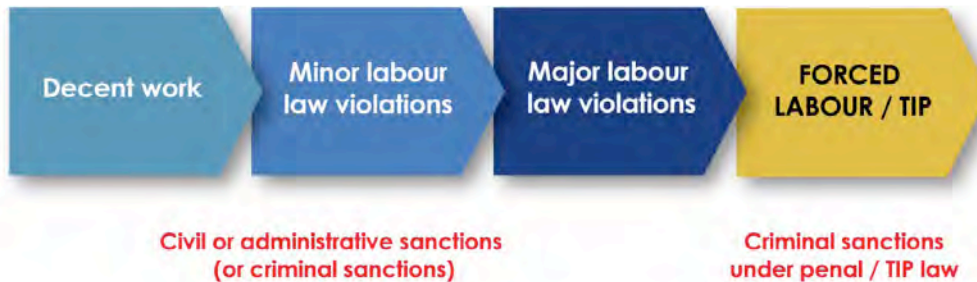 Decent work
Minor labour
law violations
Major labour
law violations
FORCED
LABOUR / TIP
Civil or administrative sanctions
(or criminal sanctions)
Criminal sanctions
under penal / TIP law